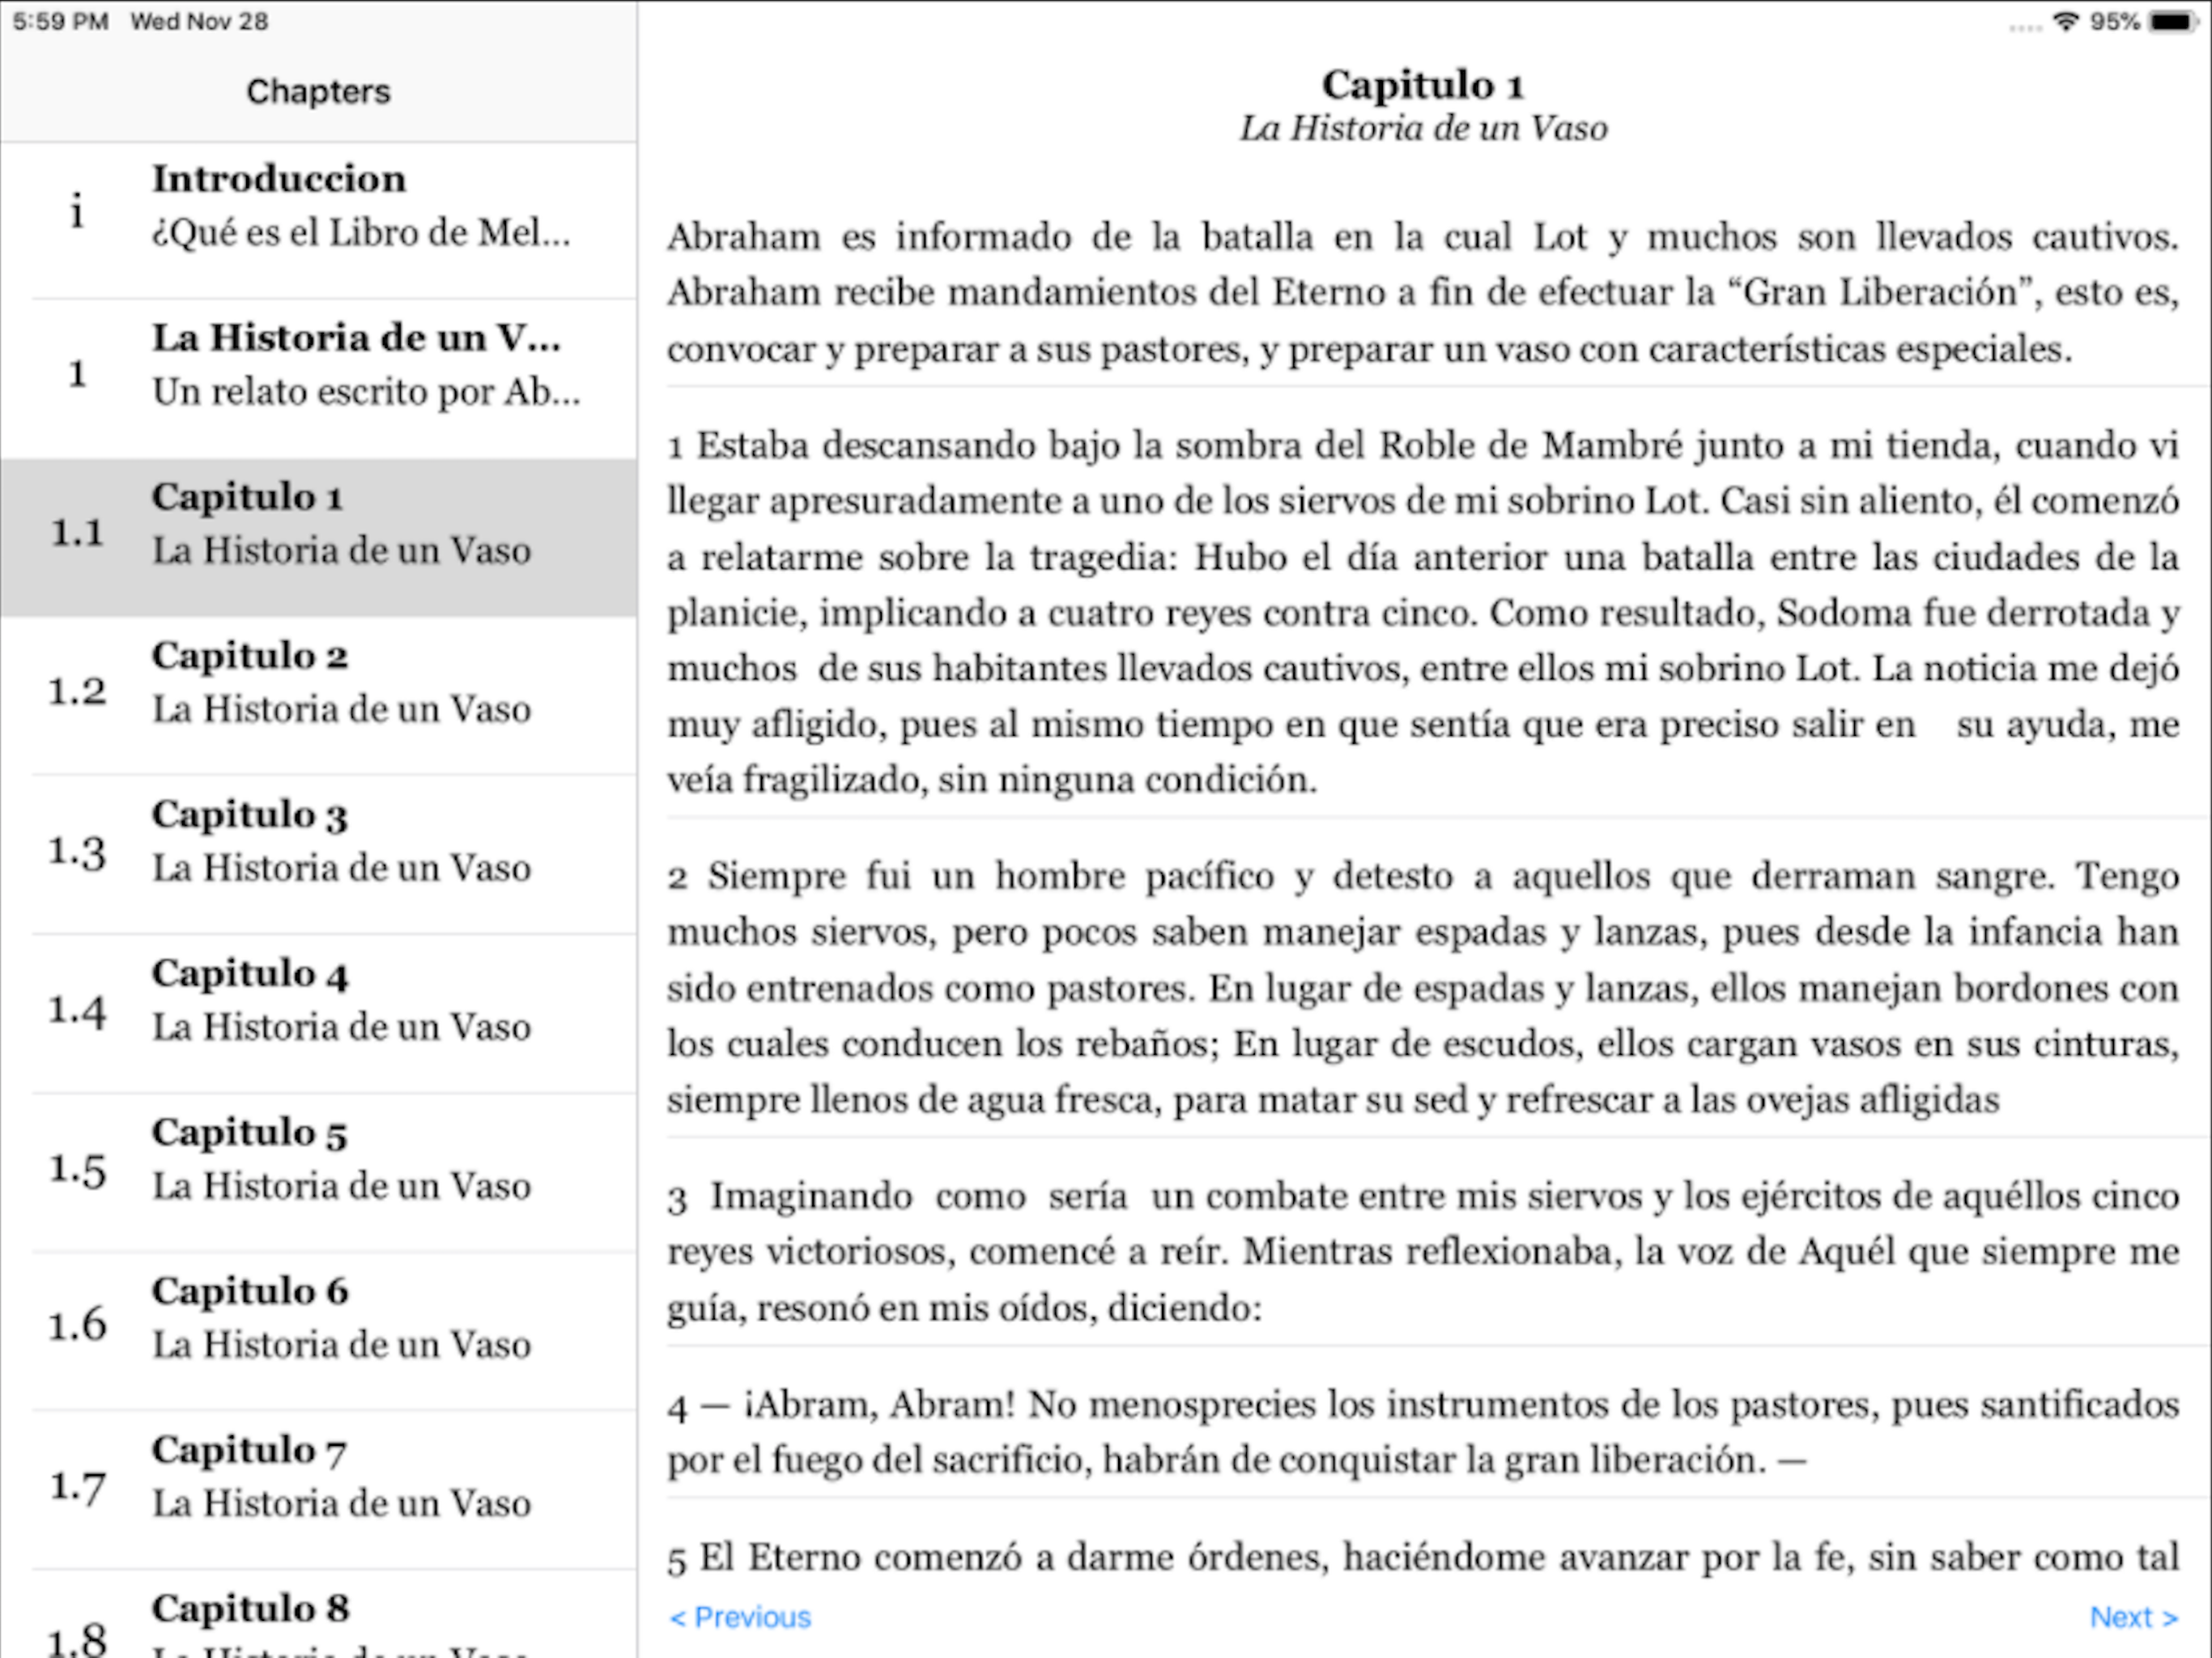 5:59 PM Wed Nov 28
95%
Chapters
i
Introduccion
¿Qué es el Libro de Mel...
1
La Historia de un V...
Un relato escrito por Ab...
1.1
Capitulo 1
La Historia de un Vaso
1.2
Capitulo 2
La Historia de un Vaso
1.3
Capitulo 3
La Historia de un Vaso
1.4
Capitulo 4
La Historia de un Vaso
1.5
Capitulo 5
La Historia de un Vaso
1.6
Capitulo 6
La Historia de un Vaso
1.7
Capitulo 7
La Historia de un Vaso
1.8
Capitulo 8
La Historia de un Vaso
Capitulo 1
La Historia de un Vaso
Abraham es informado de la batalla en la cual Lot y muchos son llevados cautivos.
Abraham recibe mandamientos del Eterno a fin de efectuar la “Gran Liberación”, esto es,
convocar y preparar a sus pastores, y preparar un vaso con características especiales.
1 Estaba descansando bajo la sombra del Roble de Mambré junto a mi tienda, cuando vi
llegar apresuradamente a uno de los siervos de mi sobrino Lot. Casi sin aliento, él comenzó
a relatarme sobre la tragedia: Hubo el día anterior una batalla entre las ciudades de la
planicie, implicando a cuatro reyes contra cinco. Como resultado, Sodoma fue derrotada y
muchos de sus habitantes llevados cautivos, entre ellos mi sobrino Lot. La noticia me dejó
muy afligido, pues al mismo tiempo en que sentía que era preciso salir en su ayuda, me
veía fragilizado, sin ninguna condición.
2 Siempre fui un hombre pacífico y detesto a aquellos que derraman sangre. Tengo
muchos siervos, pero pocos saben manejar espadas y lanzas, pues desde la infancia han
sido entrenados como pastores. En lugar de espadas y lanzas, ellos manejan bordones con
los cuales conducen los rebaños; En lugar de escudos, ellos cargan vasos en sus cinturas,
siempre llenos de agua fresca, para matar su sed y refrescar a las ovejas afligidas
3 Imaginando como sería un combate entre mis siervos y los ejércitos de aquéllos cinco
reyes victoriosos, comencé a reír. Mientras reflexionaba, la voz de Aquél que siempre me
guía, resonó en mis oídos, diciendo:
4 — ¡Abram, Abram! No menosprecies los instrumentos de los pastores, pues santificados
por el fuego del sacrificio, habrán de conquistar la gran liberación. —
5 El Eterno comenzó a darme órdenes, haciéndome avanzar por la fe, sin saber como tal
< Previous
Next >